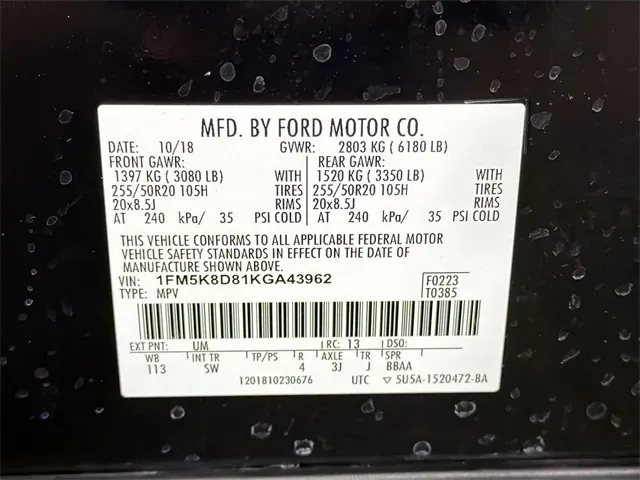 MFD. BY FORD MOTOR CO.
DATE: 10/18 GVWR: 2803 KG ( 6180 LB)
FRONT GAWR: REAR GAWR:
1397 KG ( 3080 LB) WITH 1520 KG ( 3350 LB) WITH
255/50R20 105H TIRES 255/50R20 105H TIRES
20x8.5J RIMS 20x8.5J RIMS
AT 240 kPa/ 35 PSI COLD AT 240 kPa/ 35 PSI COLD
THIS VEHICLE CONFORMS TO ALL APPLICABLE FEDERAL MOTOR
VEHICLE SAFETY STANDARDS IN EFFECT ON THE DATE OF
MANUFACTURE SHOWN ABOVE.
VIN: 1FM5K8D81KGA43962 F0223
TYPE: MPV T0385
EXT PNT: UM RC: 13 DSO:
WB INT TR TP/PS R AXLE TR SPR
113 SW 4 3J J BBAA
1201810230676 UTC ▽ 5U5A-1520472-BA